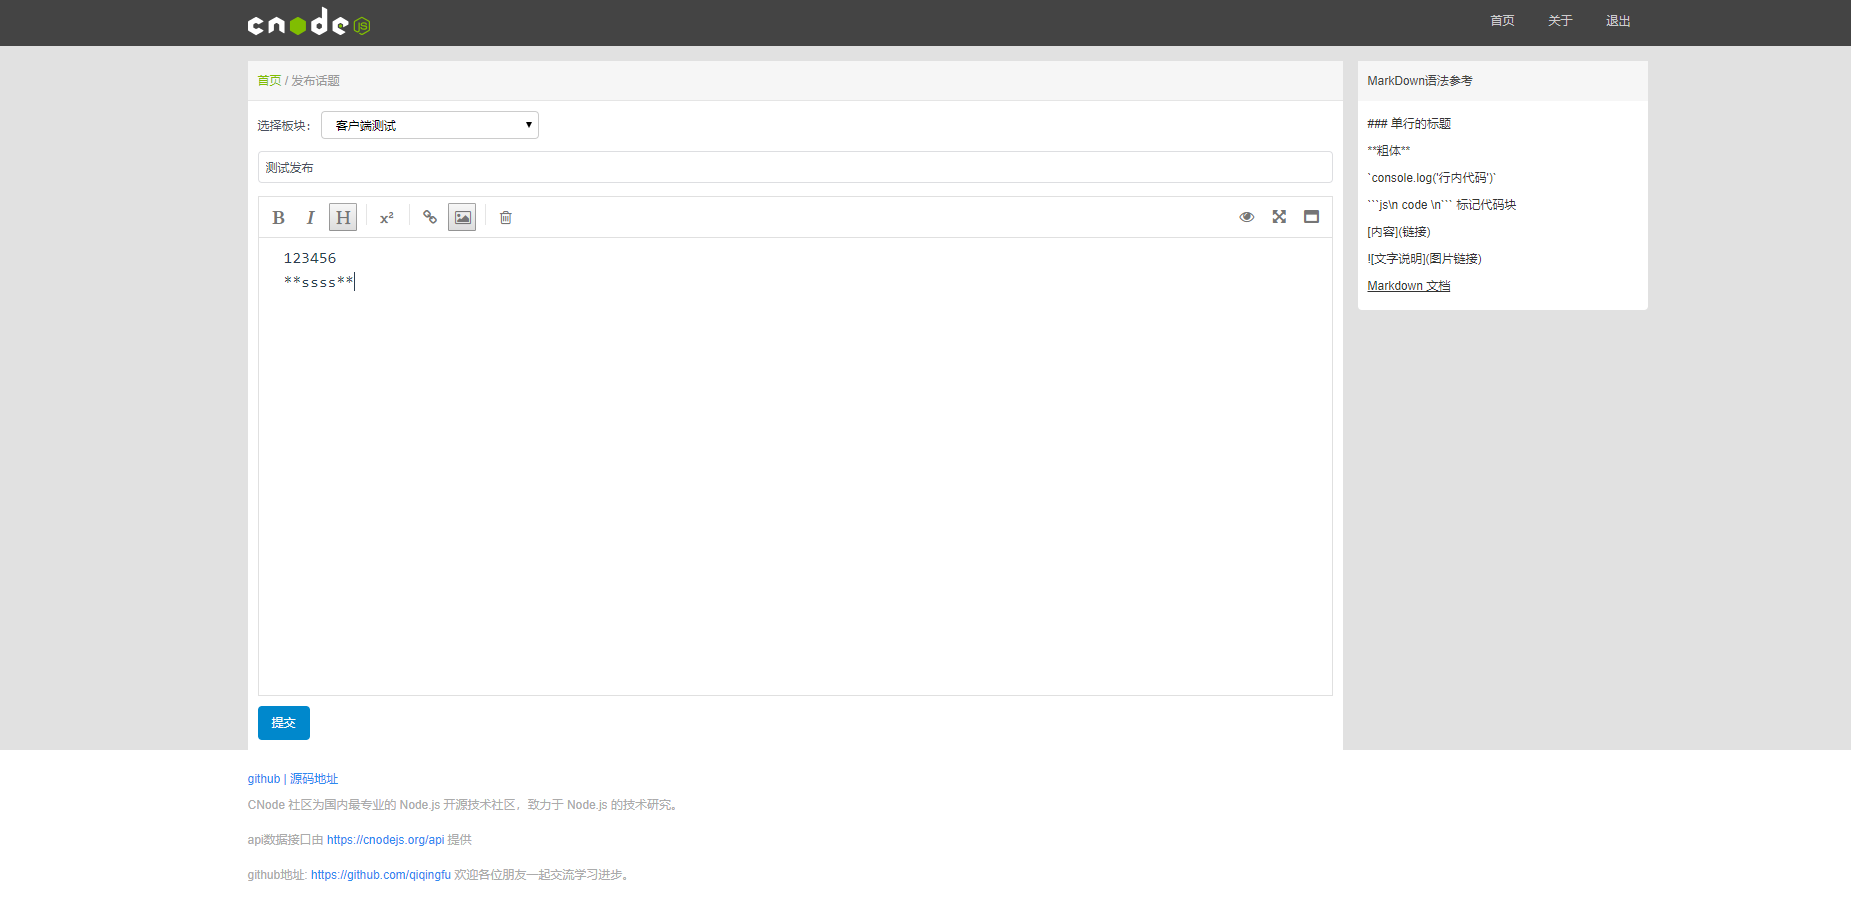 cnode JS
首页 关于 退出
首页 / 发布话题
选择板块： 客户端测试
测试发布
B I H x²
123456
**ssss**
提交
MarkDown语法参考
### 单行的标题
**粗体**
`console.log('行内代码')`
```js\n code \n``` 标记代码块
[内容](链接)
![文字说明](图片链接)
Markdown 文档
github | 源码地址
CNode 社区为国内最专业的 Node.js 开源技术社区，致力于 Node.js 的技术研究。
api数据接口由 https://cnodejs.org/api 提供
github地址: https://github.com/qiqingfu 欢迎各位朋友一起交流学习进步。